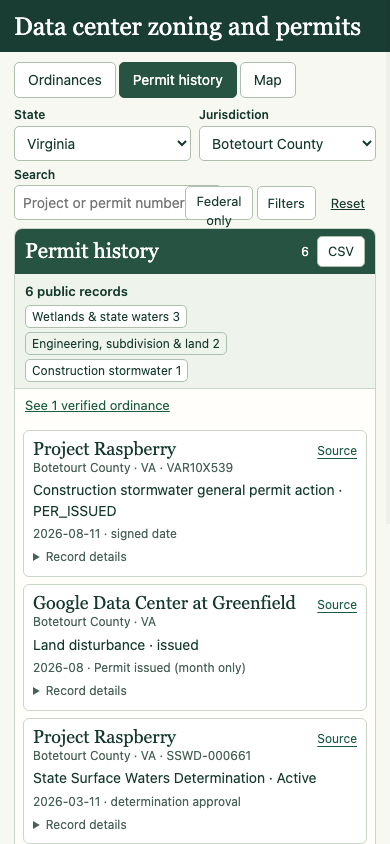 Data center zoning and permits
Ordinances
Permit history
Map
State
Jurisdiction
Virginia
Botetourt County
Search
Project or permit number
Federal only
Filters
Reset
Permit history
6
CSV
6 public records
Wetlands & state waters 3
Engineering, subdivision & land 2
Construction stormwater 1
See 1 verified ordinance
Project Raspberry
Source
Botetourt County · VA · VAR10X539
Construction stormwater general permit action ·
PER_ISSUED
2026-08-11 · signed date
Record details
Google Data Center at Greenfield
Source
Botetourt County · VA
Land disturbance · issued
2026-08 · Permit issued (month only)
Record details
Project Raspberry
Source
Botetourt County · VA · SSWD-000661
State Surface Waters Determination · Active
2026-03-11 · determination approval
Record details